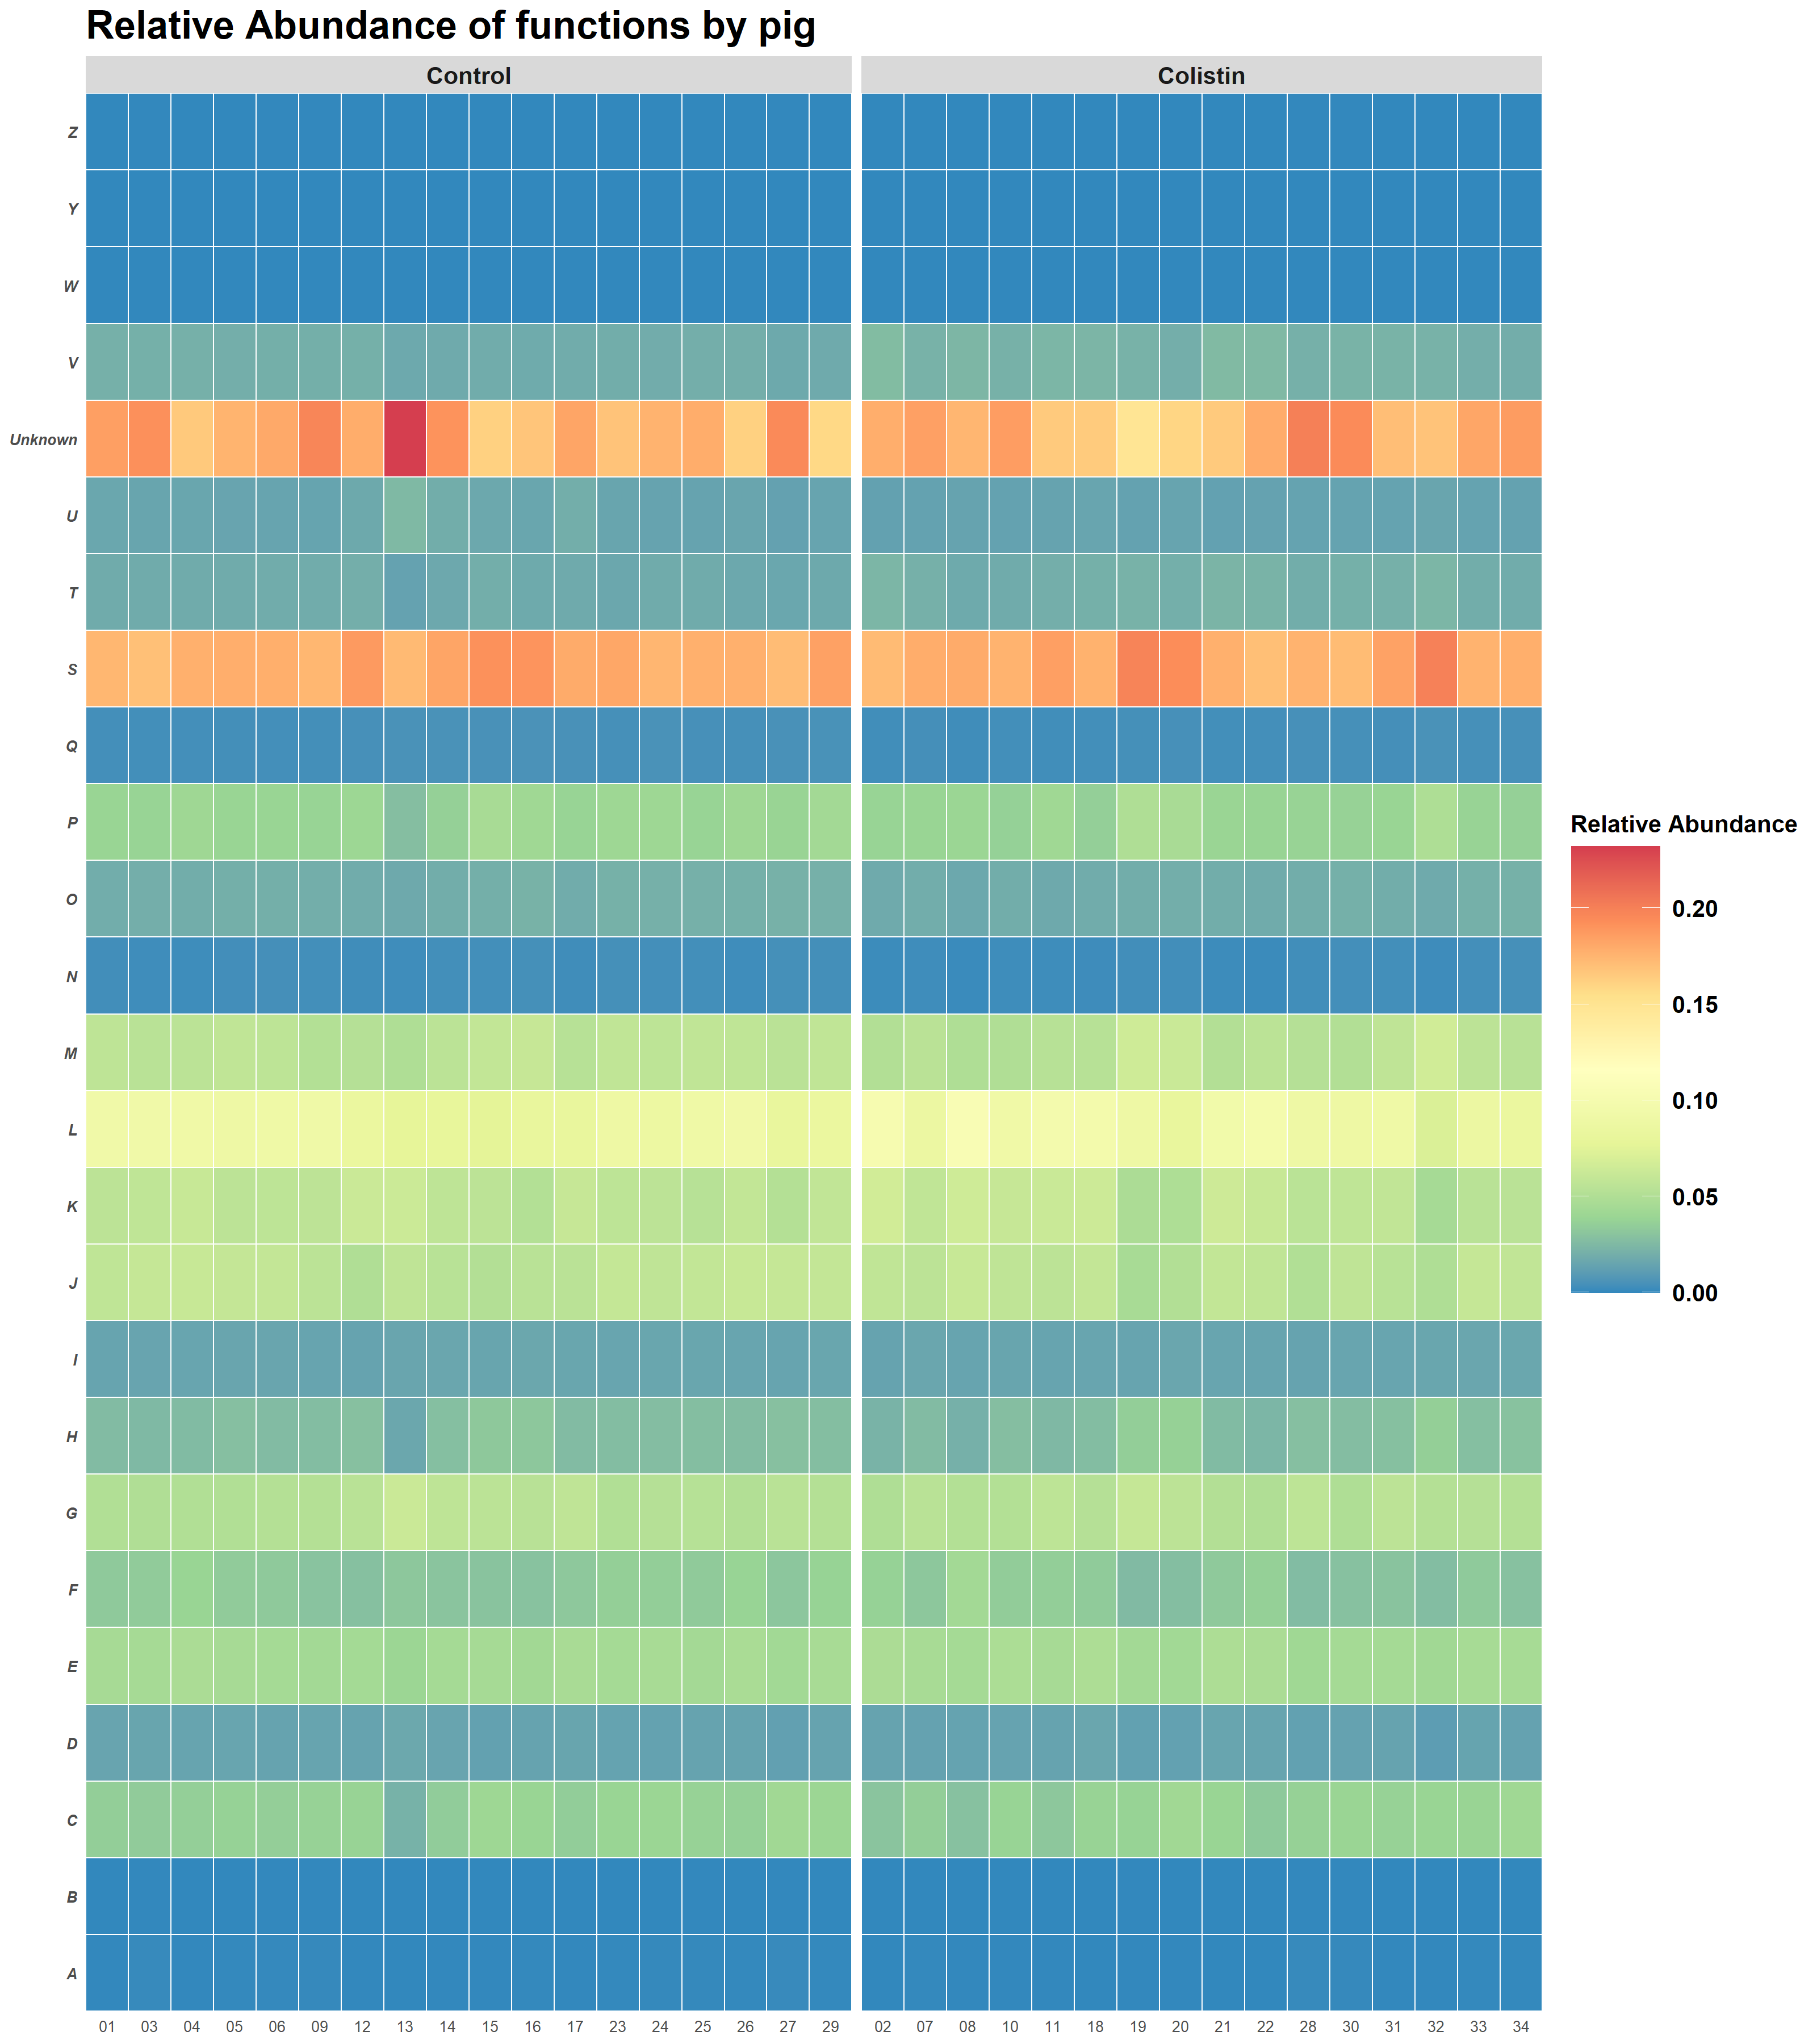 Relative Abundance of functions by pig
Control Colistin
Z
Y
W
V
Unknown
U
T
S
Q
P
O
N
M
L
K
J
I
H
G
F
E
D
C
B
A
01 03 04 05 06 09 12 13 14 15 16 17 23 24 25 26 27 29 02 07 08 10 11 18 19 20 21 22 28 30 31 32 33 34
Relative Abundance
0.20
0.15
0.10
0.05
0.00